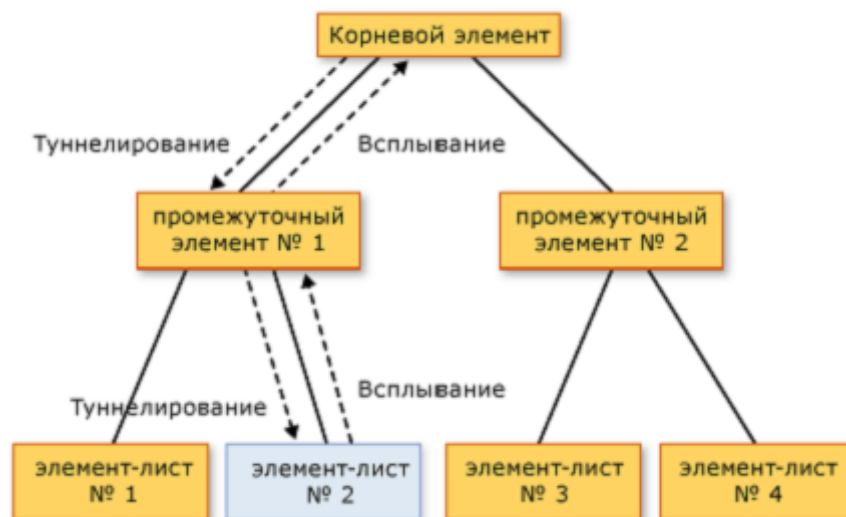 Корневой элемент
Туннелирование
Всплывание
промежуточный
элемент № 1
промежуточный
элемент № 2
Туннелирование
Всплывание
элемент-лист
№ 1
элемент-лист
№ 2
элемент-лист
№ 3
элемент-лист
№ 4